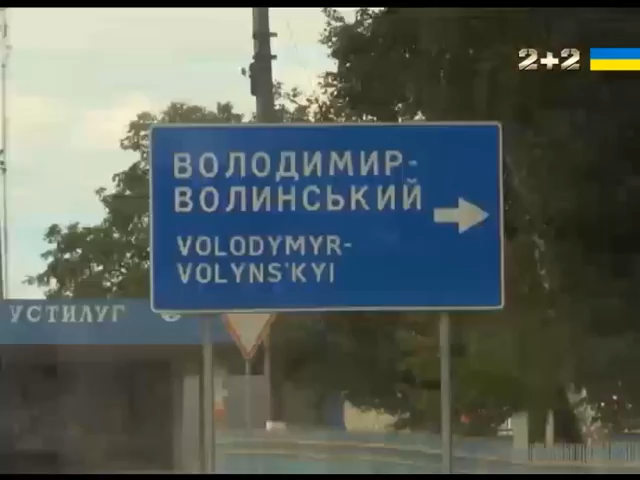 2+2
ВОЛОДИМИР-
ВОЛИНСЬКИЙ
VOLODYMYR-
VOLYNS'KYI
УСТИЛУГ